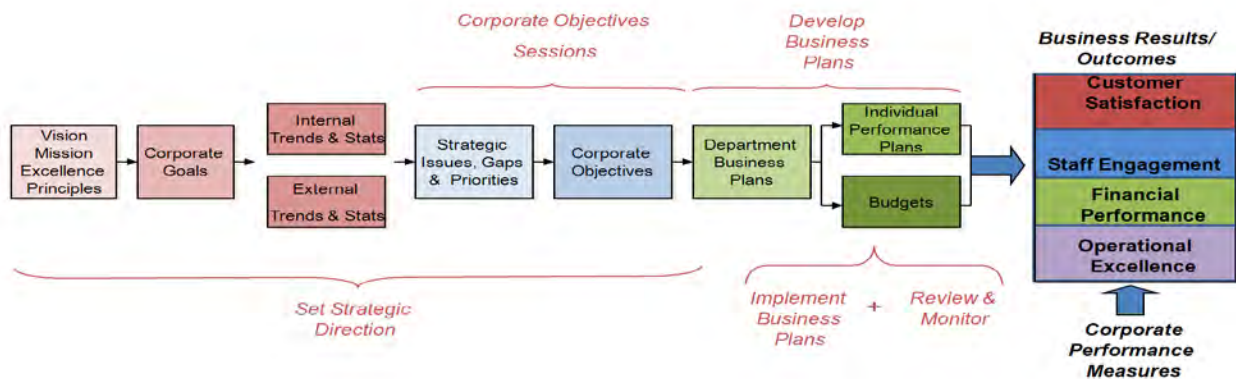 Corporate Objectives
Sessions
Develop
Business
Plans
Business Results/
Outcomes
Vision
Mission
Excellence
Principles
Corporate
Goals
Internal
Trends & Stats
External
Trends & Stats
Strategic
Issues, Gaps
& Priorities
Corporate
Objectives
Department
Business
Plans
Individual
Performance
Plans
Budgets
Customer
Satisfaction
Staff Engagement
Financial
Performance
Operational
Excellence
Set Strategic
Direction
Implement
Business
Plans
+
Review &
Monitor
Corporate
Performance
Measures